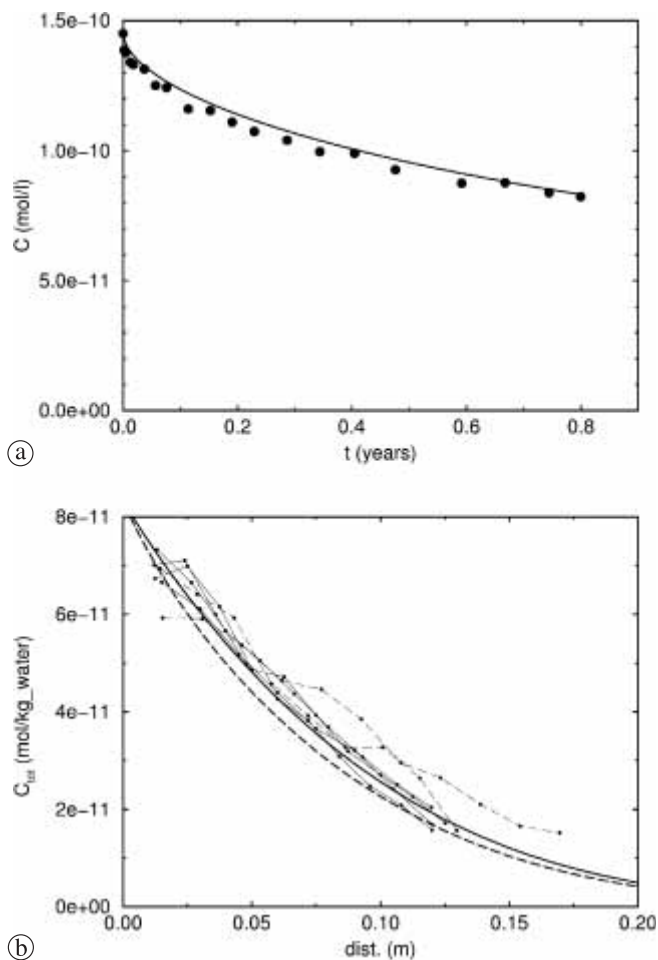 1.5e−10
1.0e−10
5.0e−11
0.0e+00
C (mol/l)
0.0 0.2 0.4 0.6 0.8
t (years)
a
8e−11
6e−11
4e−11
2e−11
0e+00
C_tot (mol/kg_water)
0.00 0.05 0.10 0.15 0.20
dist. (m)
b